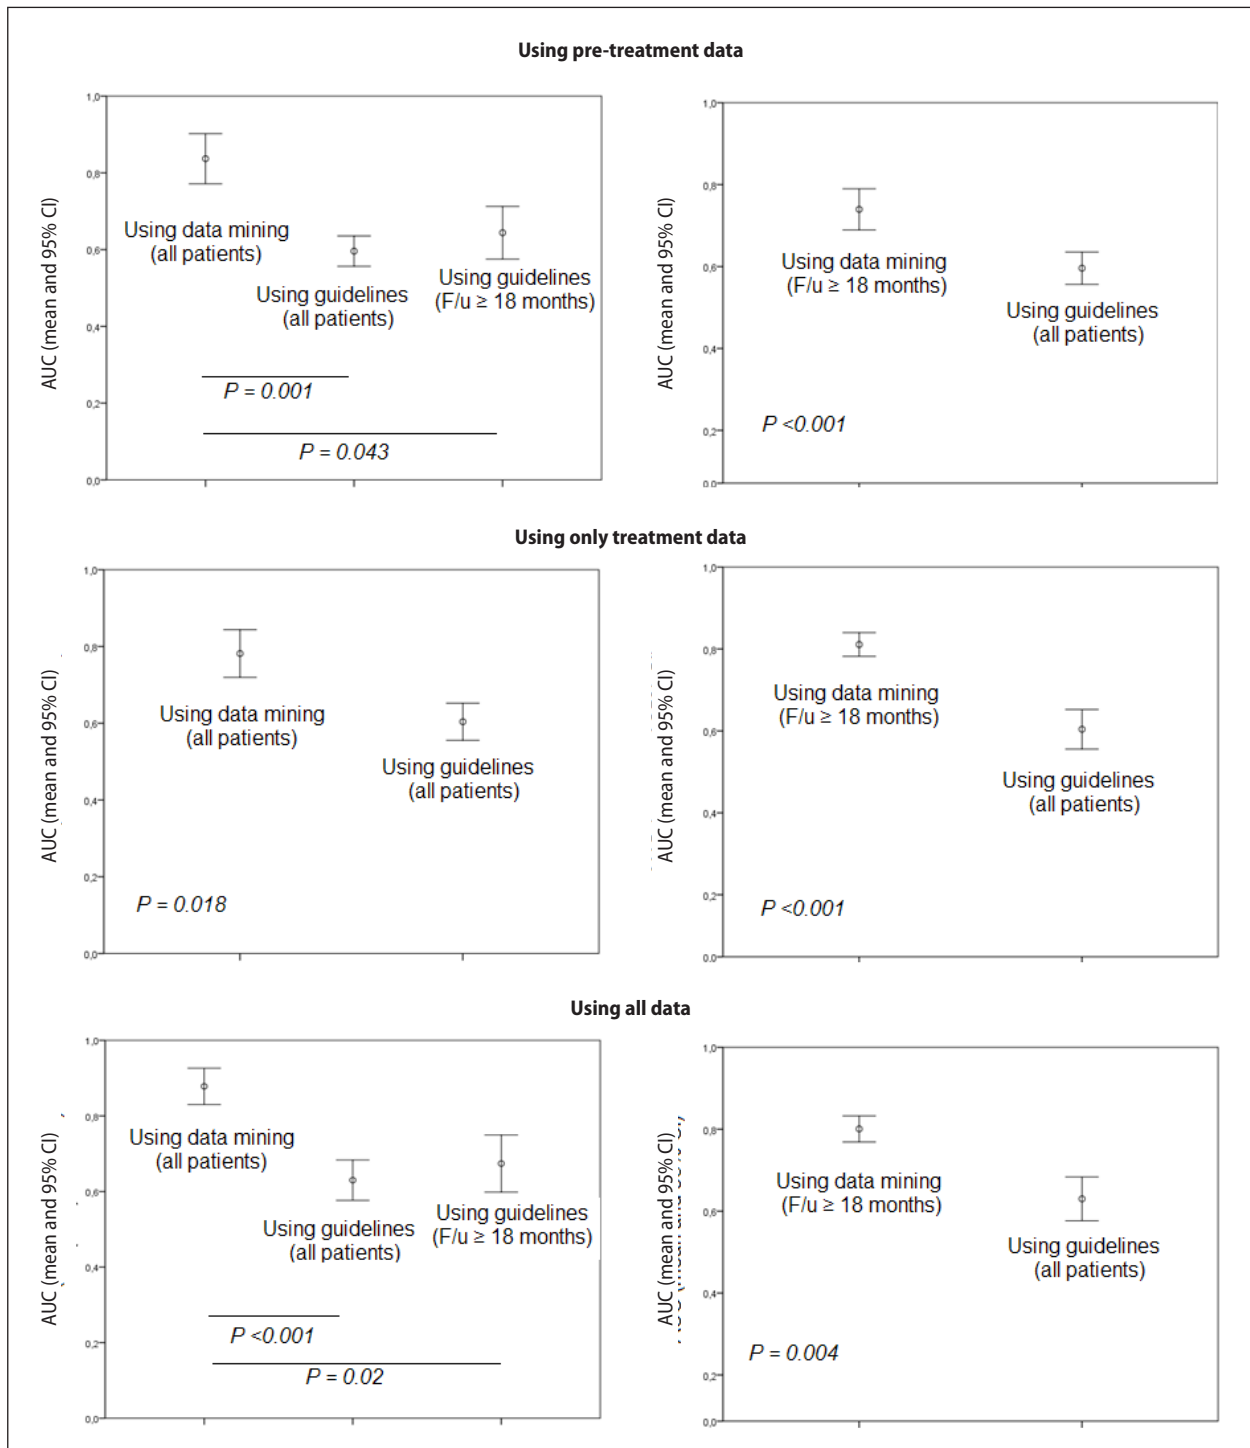 Using pre-treatment data
AUC (mean and 95% CI)
1,0
0,8
0,6
0,4
0,2
0,0
Using data mining
(all patients)
Using guidelines
(all patients)
Using guidelines
(F/u ≥ 18 months)
P = 0.001
P = 0.043
AUC (mean and 95% CI)
1,0
0,8
0,6
0,4
0,2
0,0
Using data mining
(F/u ≥ 18 months)
Using guidelines
(all patients)
P <0.001
Using only treatment data
AUC (mean and 95% CI)
1,0
0,8
0,6
0,4
0,2
0,0
Using data mining
(all patients)
Using guidelines
(all patients)
P = 0.018
AUC (mean and 95% CI)
1,0
0,8
0,6
0,4
0,2
0,0
Using data mining
(F/u ≥ 18 months)
Using guidelines
(all patients)
P <0.001
Using all data
AUC (mean and 95% CI)
1,0
0,8
0,6
0,4
0,2
0,0
Using data mining
(all patients)
Using guidelines
(all patients)
Using guidelines
(F/u ≥ 18 months)
P <0.001
P = 0.02
AUC (mean and 95% CI)
1,0
0,8
0,6
0,4
0,2
0,0
Using data mining
(F/u ≥ 18 months)
Using guidelines
(all patients)
P = 0.004